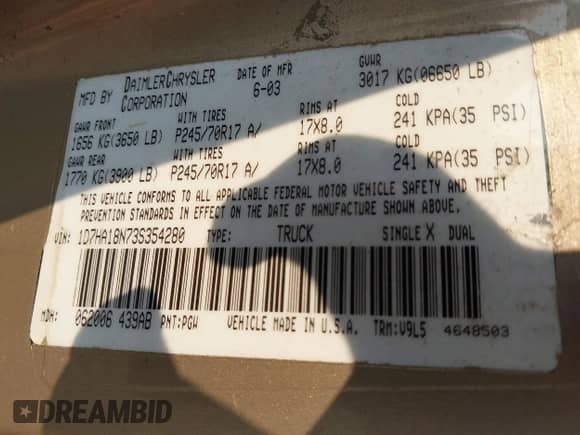 MFD BY DAIMLERCHRYSLER CORPORATION DATE OF MFR 6-03 GVWR 3017 KG(06650 LB)
GAWR FRONT WITH TIRES RIMS AT COLD
1656 KG(3650 LB) P245/70R17 A/ 17X8.0 241 KPA(35 PSI)
GAWR REAR WITH TIRES RIMS AT COLD
1770 KG(3900 LB) P245/70R17 A/ 17X8.0 241 KPA(35 PSI)
THIS VEHICLE CONFORMS TO ALL APPLICABLE FEDERAL MOTOR VEHICLE SAFETY AND THEFT
PREVENTION STANDARDS IN EFFECT ON THE DATE OF MANUFACTURE SHOWN ABOVE.
VIN: 1D7HA18N73S354280 TYPE: TRUCK SINGLE X DUAL
MDH: 062006 439AB PNT:PGW VEHICLE MADE IN U.S.A. TRM:V9L5 4648503
DREAMBID